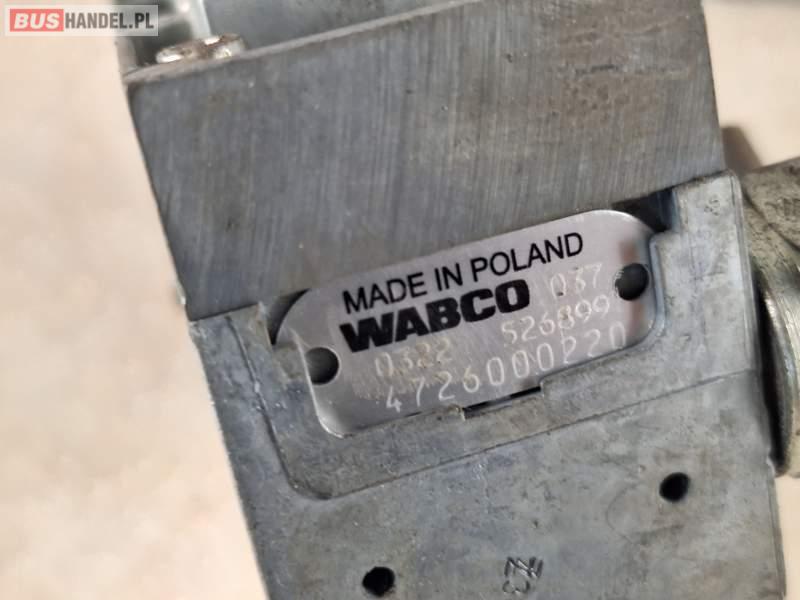 BUSHANDEL.PL
MADE IN POLAND
WABCO 037
0322 526899
4726000220